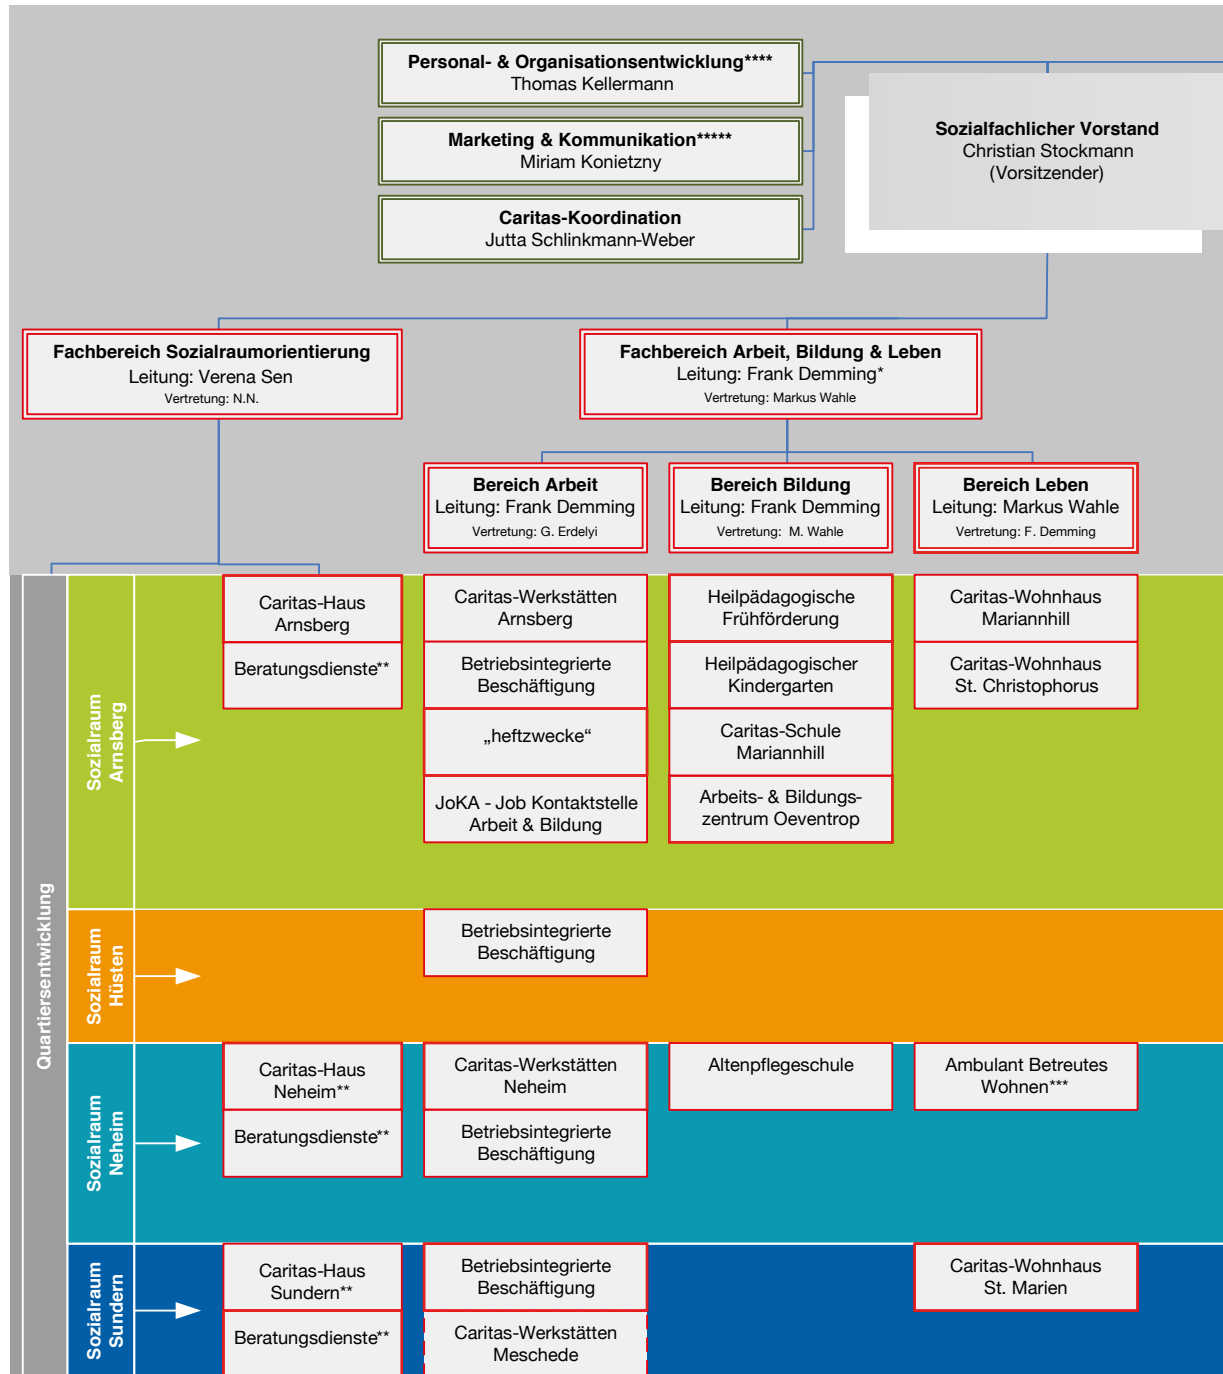 Personal- & Organisationsentwicklung****
Thomas Kellermann
Marketing & Kommunikation*****
Miriam Konietzny
Caritas-Koordination
Jutta Schlinkmann-Weber
Sozialfachlicher Vorstand
Christian Stockmann
(Vorsitzender)
Fachbereich Sozialraumorientierung
Leitung: Verena Sen
Vertretung: N.N.
Fachbereich Arbeit, Bildung & Leben
Leitung: Frank Demming*
Vertretung: Markus Wahle
Bereich Arbeit
Leitung: Frank Demming
Vertretung: G. Erdelyi
Bereich Bildung
Leitung: Frank Demming
Vertretung: M. Wahle
Bereich Leben
Leitung: Markus Wahle
Vertretung: F. Demming
Quartiersentwicklung
Sozialraum
Arnsberg
Caritas-Haus
Arnsberg
Beratungsdienste**
Caritas-Werkstätten
Arnsberg
Betriebsintegrierte
Beschäftigung
„heftzwecke“
JoKA - Job Kontaktstelle
Arbeit & Bildung
Heilpädagogische
Frühförderung
Heilpädagogischer
Kindergarten
Caritas-Schule
Mariannhill
Arbeits- & Bildungs-
zentrum Oeventrop
Caritas-Wohnhaus
Mariannhill
Caritas-Wohnhaus
St. Christophorus
Sozialraum
Hüsten
Betriebsintegrierte
Beschäftigung
Sozialraum
Neheim
Caritas-Haus
Neheim**
Beratungsdienste**
Caritas-Werkstätten
Neheim
Betriebsintegrierte
Beschäftigung
Altenpflegeschule
Ambulant Betreutes
Wohnen***
Sozialraum
Sundern
Caritas-Haus
Sundern**
Beratungsdienste**
Betriebsintegrierte
Beschäftigung
Caritas-Werkstätten
Meschede
Caritas-Wohnhaus
St. Marien